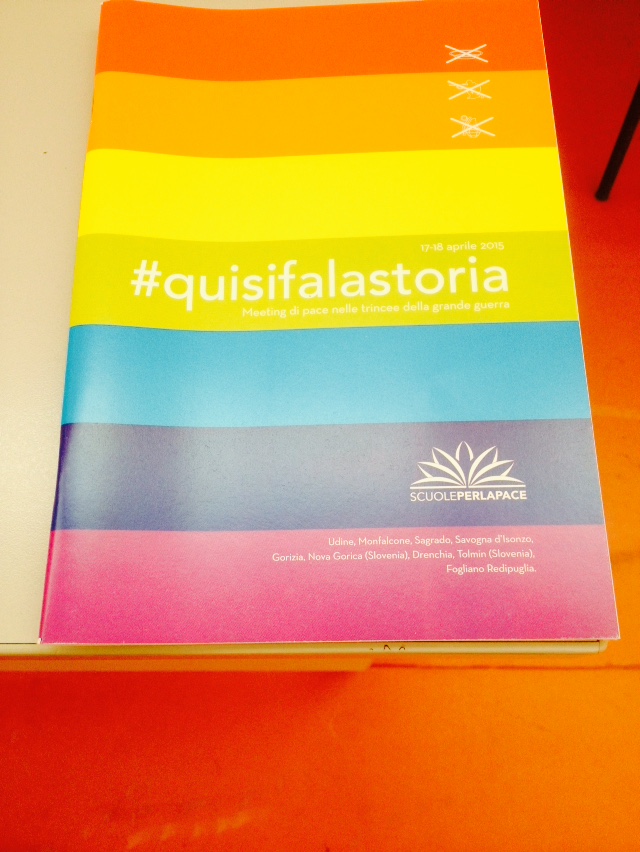 17-18 aprile 2015
#quisifalastoria
Meeting di pace nelle trincee della grande guerra
SCUOLEPERLAPACE
Udine, Monfalcone, Sagrado, Savogna d'Isonzo,
Gorizia, Nova Gorica (Slovenia), Drenchia, Tolmin (Slovenia),
Fogliano Redipuglia.